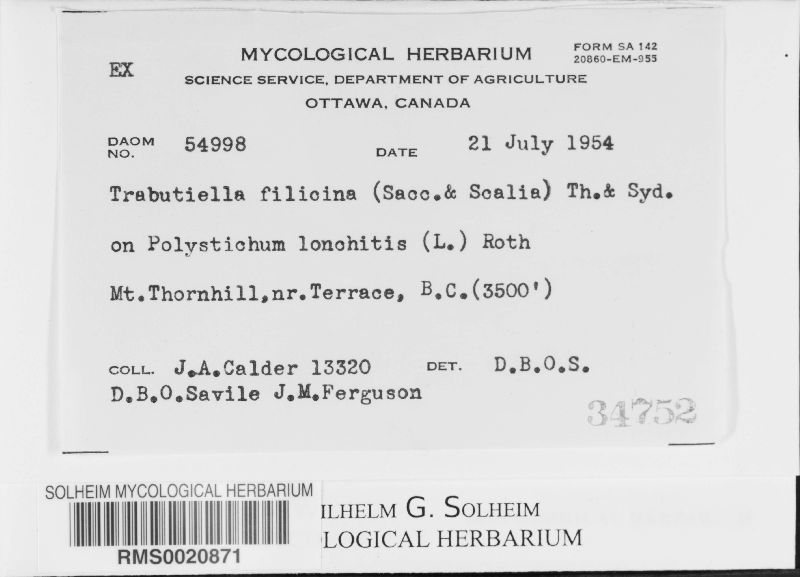 EX
MYCOLOGICAL HERBARIUM
FORM SA 142
20860-EM-955
SCIENCE SERVICE, DEPARTMENT OF AGRICULTURE
OTTAWA, CANADA
DAOM NO. 54998
DATE 21 July 1954
Trabutiella filicina (Sacc.& Scalia) Th.& Syd.
on Polystichum lonchitis (L.) Roth
Mt.Thornhill,nr.Terrace, B.C.(3500')
COLL. J.A.Calder 13320 DET. D.B.O.S.
D.B.O.Savile J.M.Ferguson
34752
SOLHEIM MYCOLOGICAL HERBARIUM
RMS0020871
ILHELM G. SOLHEIM
LOGICAL HERBARIUM